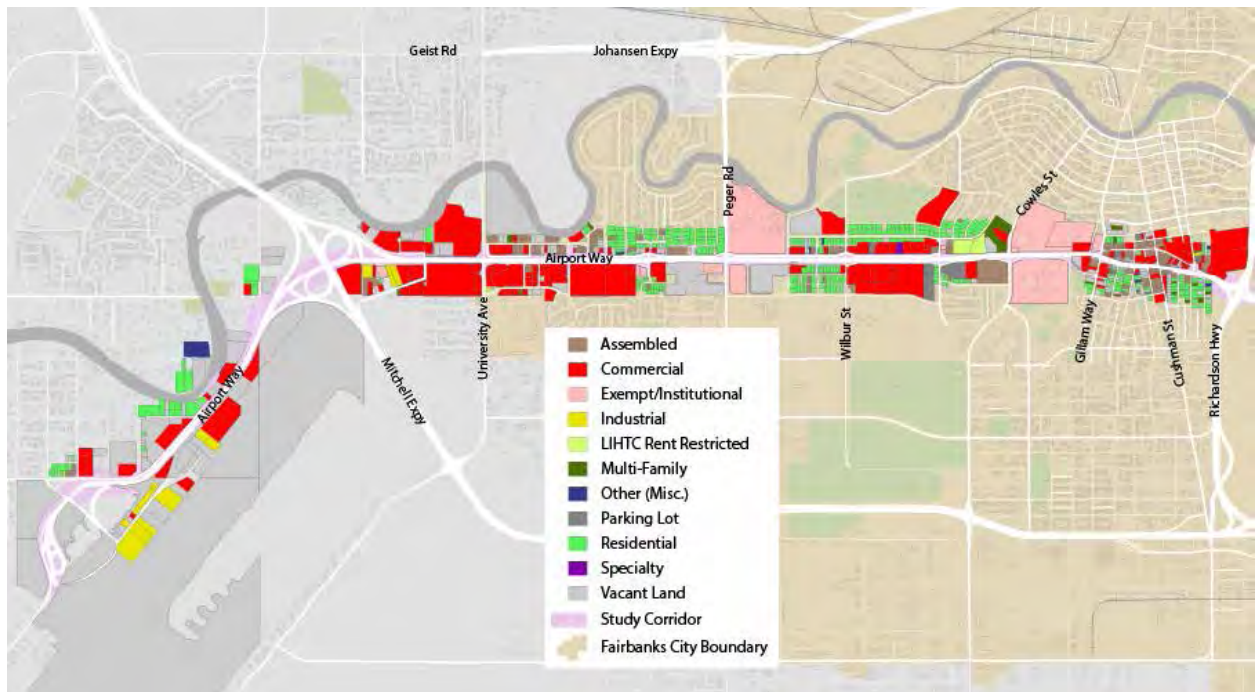 Geist Rd
Johansen Expy
Peger Rd
Cowles St
Airport Way
University Ave
Wilbur St
Gillam Way
Cushman St
Richardson Hwy
Mitchell Expy
Airport Way
Assembled
Commercial
Exempt/Institutional
Industrial
LIHTC Rent Restricted
Multi-Family
Other (Misc.)
Parking Lot
Residential
Specialty
Vacant Land
Study Corridor
Fairbanks City Boundary